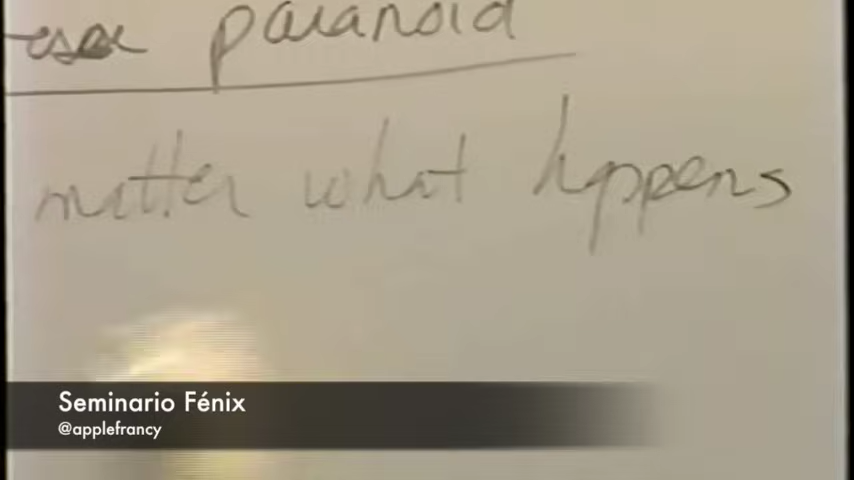 paranoid
matter what happens
Seminario Fénix
@applefrancy